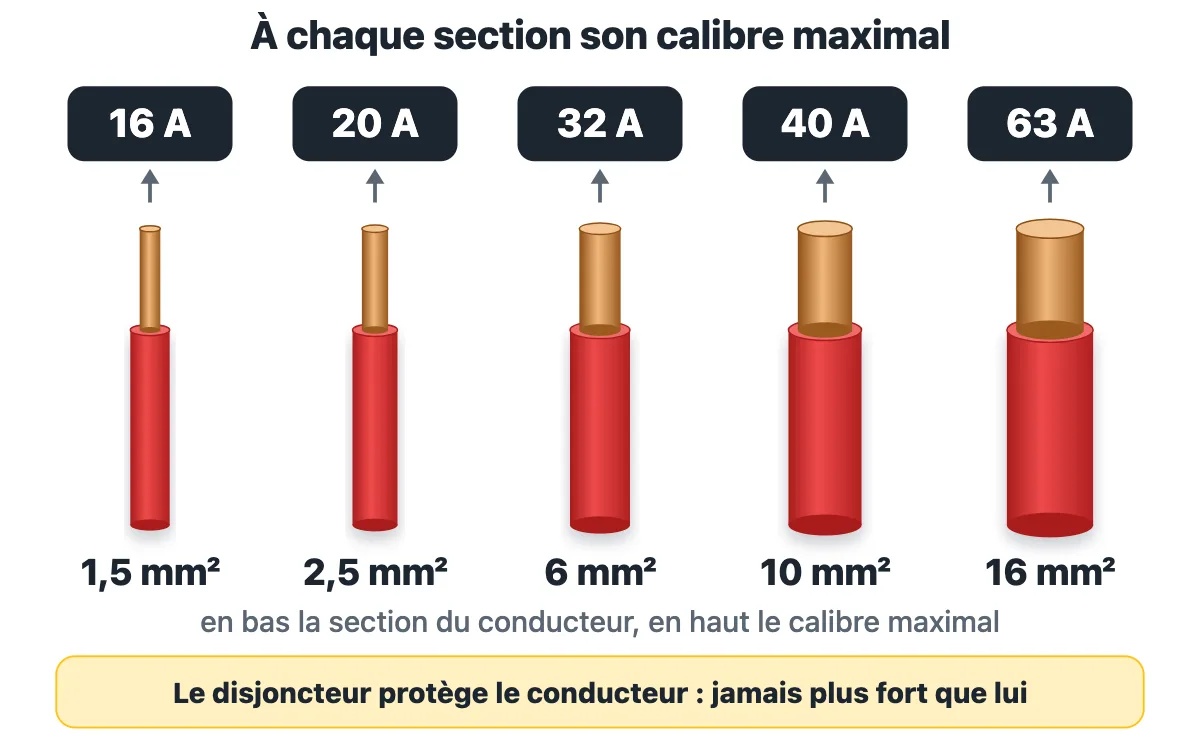 À chaque section son calibre maximal
16 A
20 A
32 A
40 A
63 A
1,5 mm²
2,5 mm²
6 mm²
10 mm²
16 mm²
en bas la section du conducteur, en haut le calibre maximal
Le disjoncteur protège le conducteur : jamais plus fort que lui